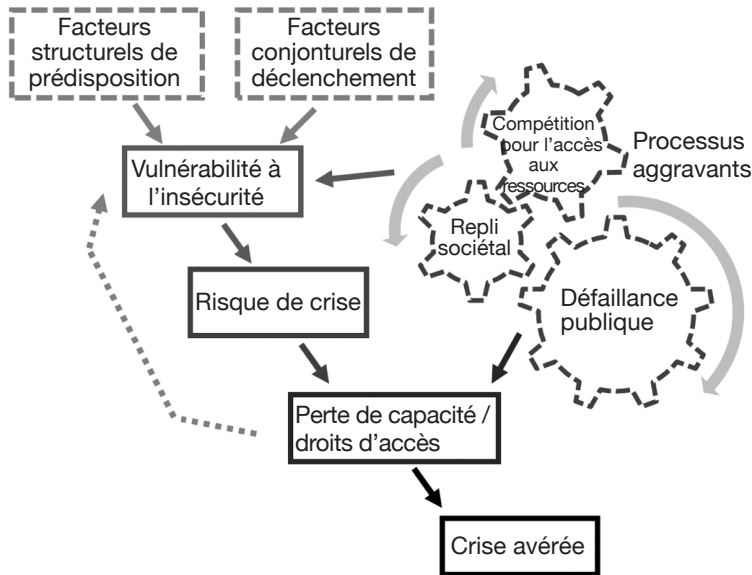 Facteurs
structurels de
prédisposition
Facteurs
conjonturels de
déclenchement
Compétition
pour l'accès
aux
ressources
Processus
aggravants
Vulnérabilité à
l'insécurité
Repli
sociétal
Risque de crise
Défaillance
publique
Perte de capacité /
droits d'accès
Crise avérée